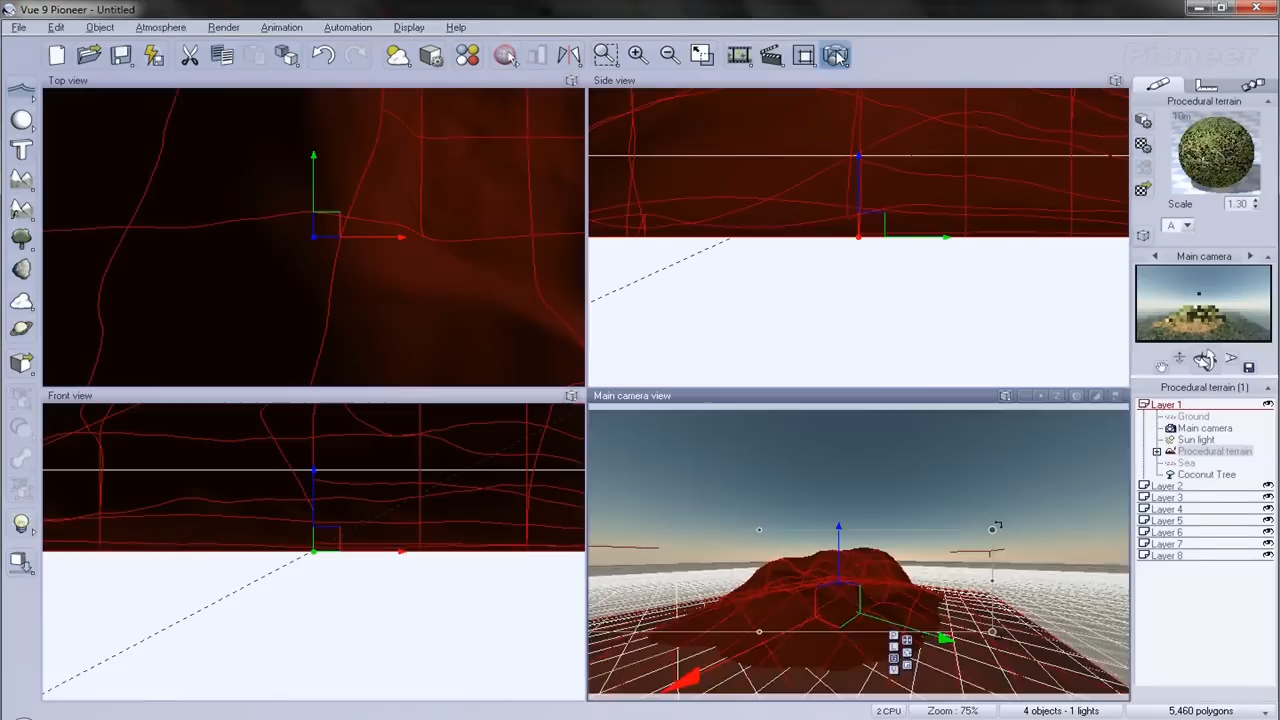 Vue 9 Pioneer - Untitled
File Edit Object Atmosphere Render Animation Automation Display Help
Pioneer
Top view
Side view
Procedural terrain
10m
Scale 1.30
A
Main camera
Front view
Main camera view
Procedural terrain (1)
Layer 1
Ground
Main camera
Sun light
Procedural terrain
Sea
Coconut Tree
Layer 2
Layer 3
Layer 4
Layer 5
Layer 6
Layer 7
Layer 8
2 CPU Zoom : 75% 4 objects - 1 lights 5,460 polygons